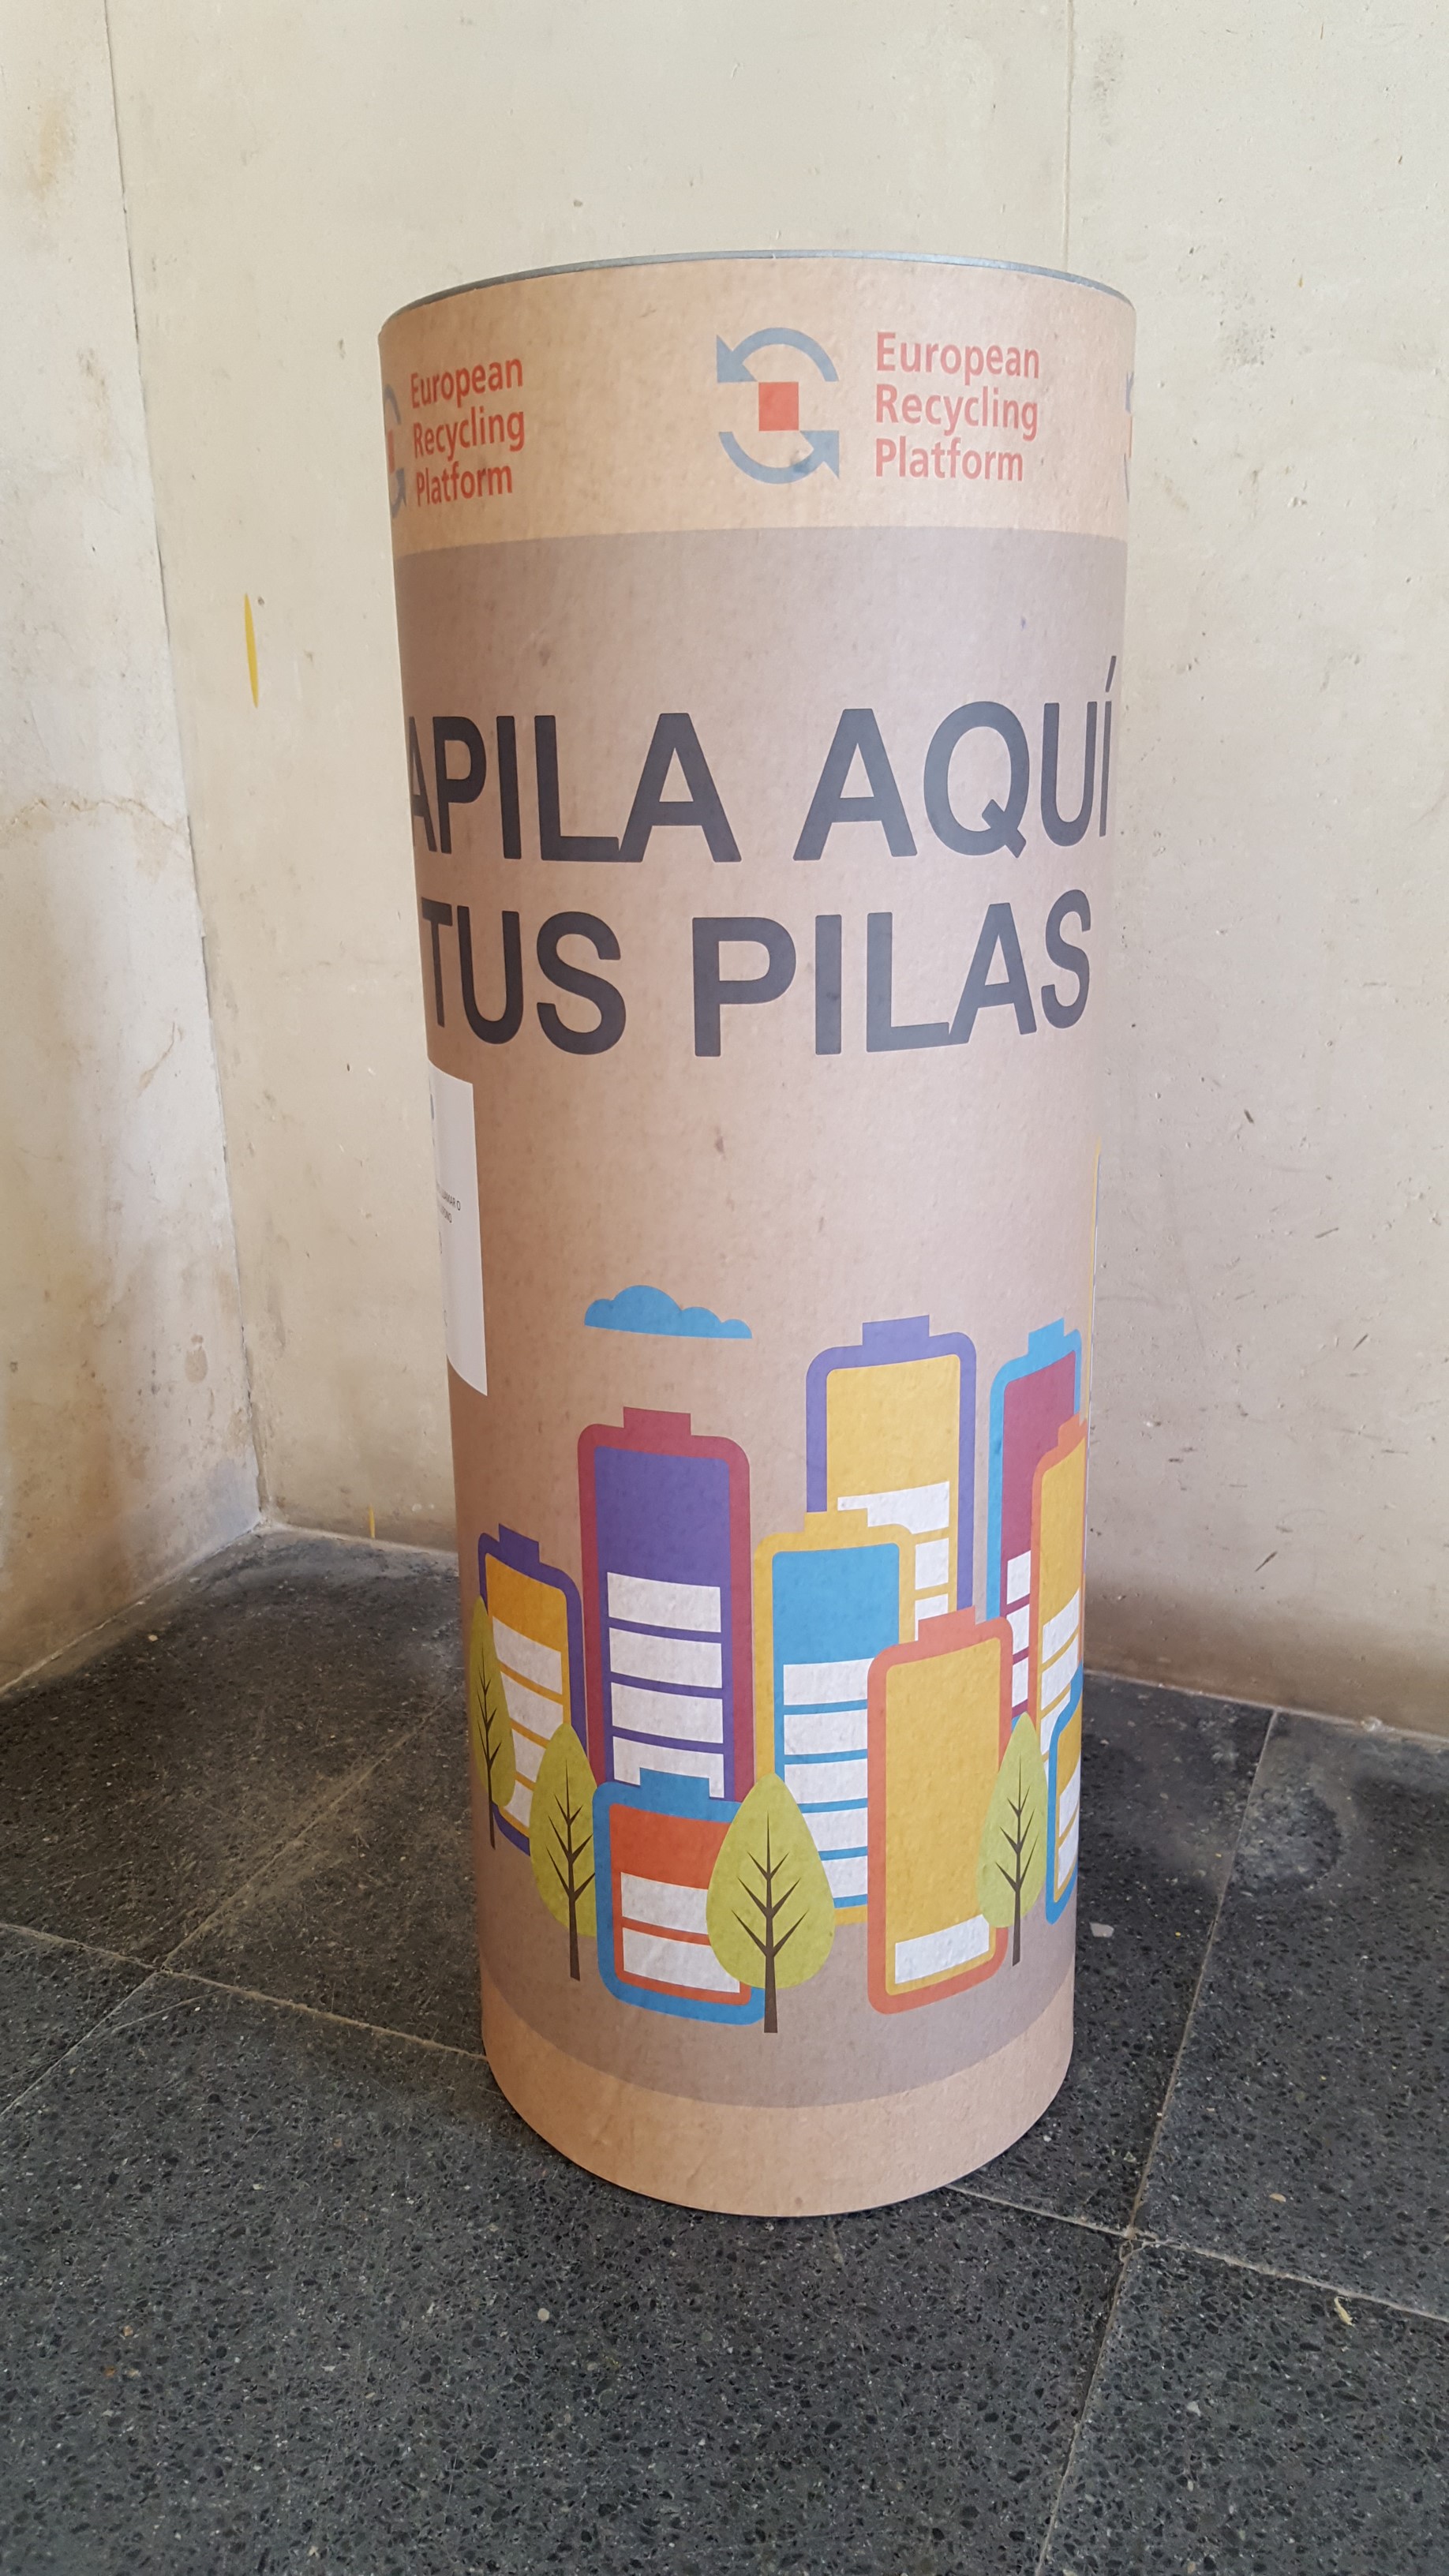 European
Recycling
Platform
European
Recycling
Platform
APILA AQUÍ
TUS PILAS